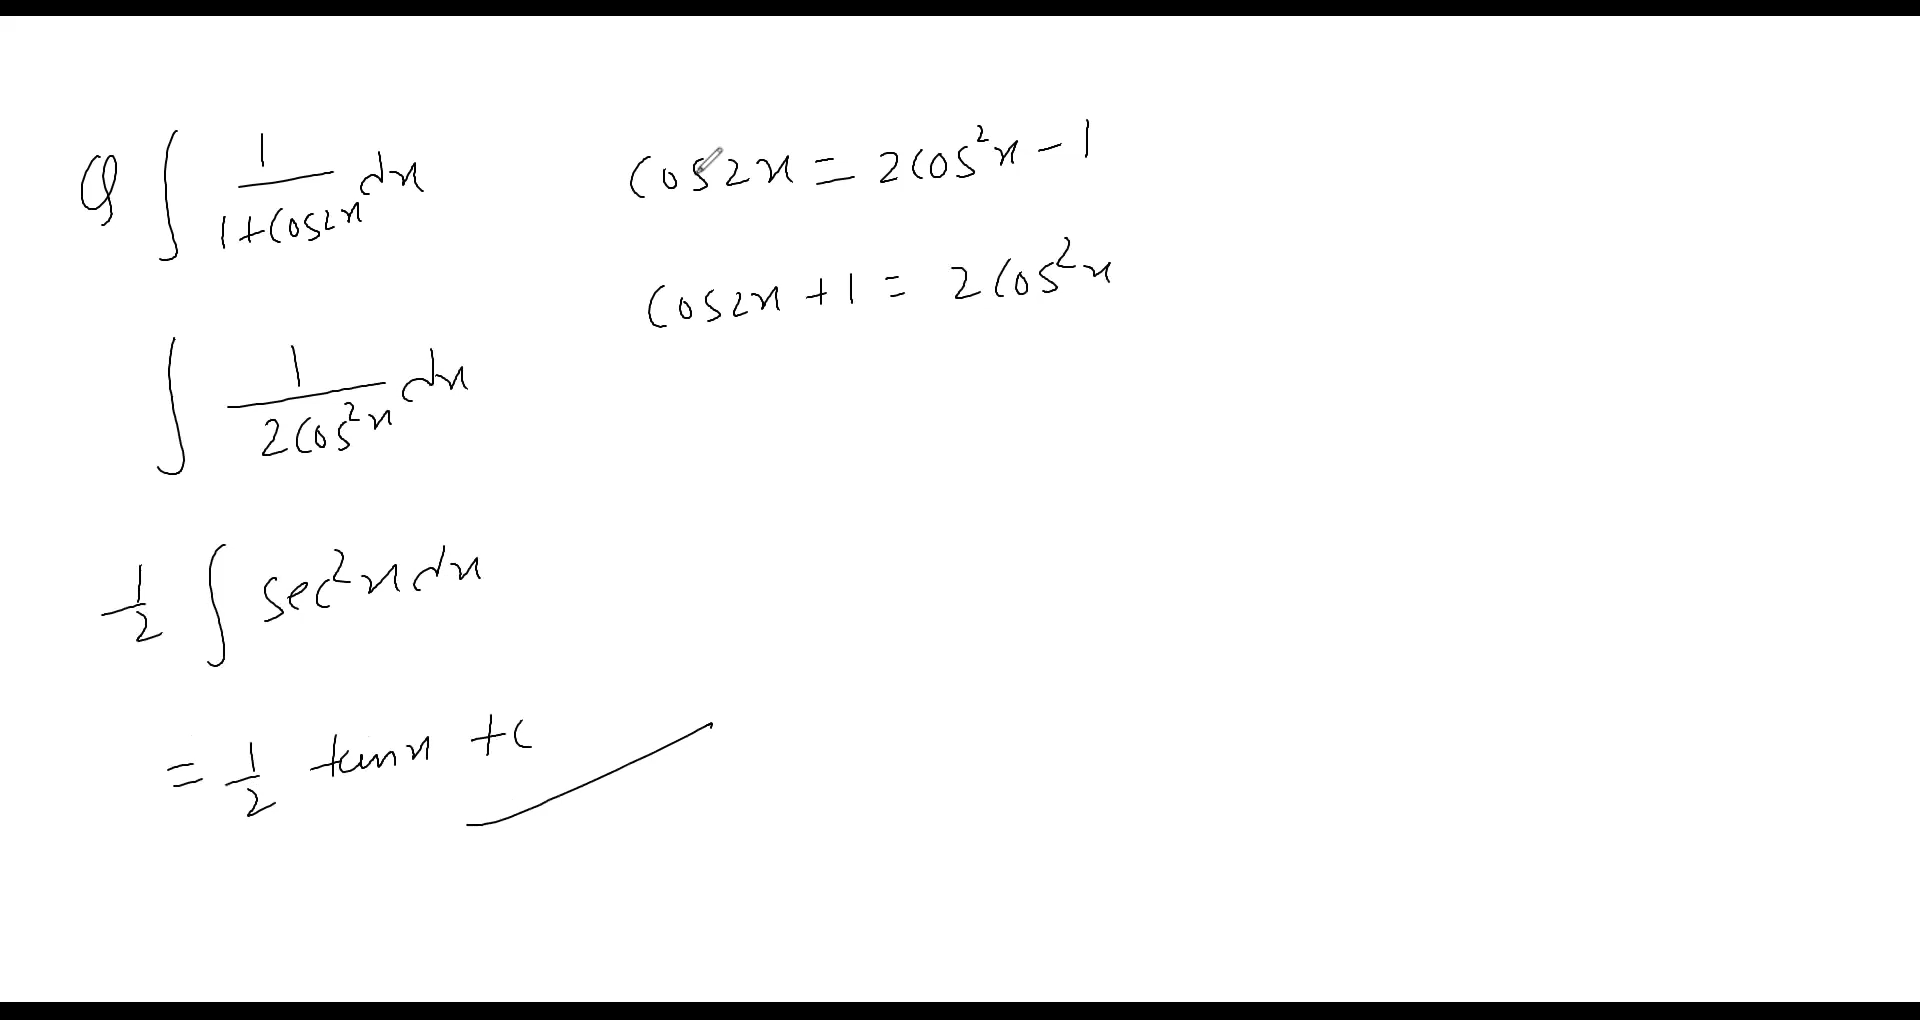 Q ∫ 1/(1+cos2x) dx
cos2x = 2cos²x - 1
cos2x + 1 = 2cos²x
∫ 1/(2cos²x) dx
1/2 ∫ sec²x dx
= 1/2 tanx + c